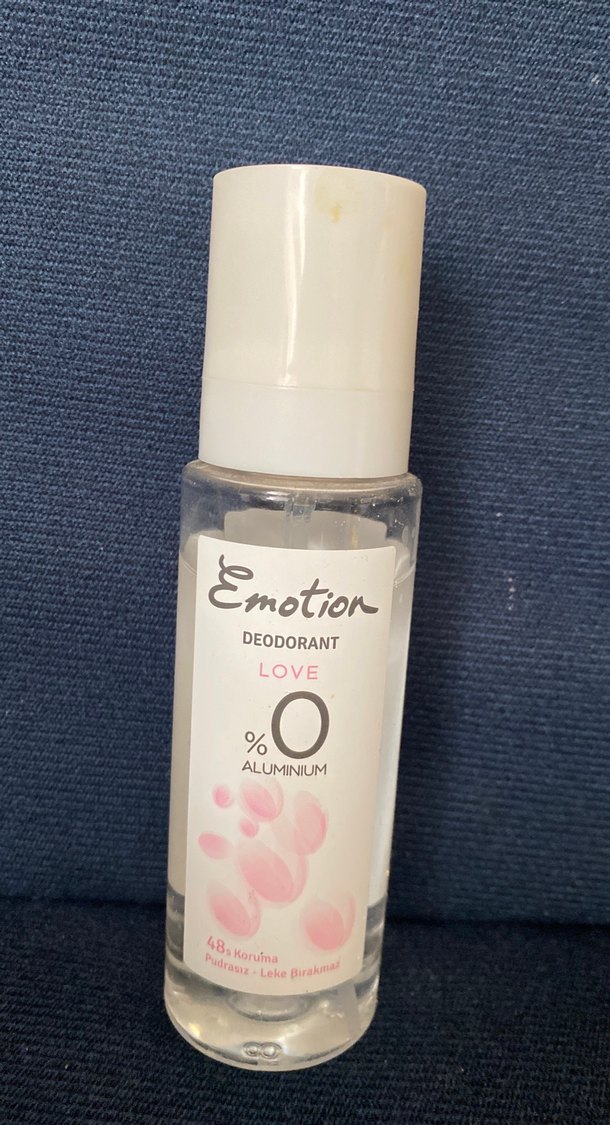 Emotion
DEODORANT
LOVE
%0
ALUMINIUM
48s Koruma
Pudrasız - Leke Bırakmaz